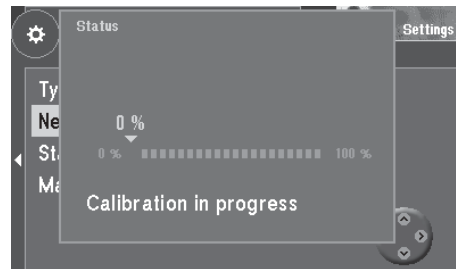 Status
Settings
Ty
Ne
0 %
St
0 % 100 %
Ma
Calibration in progress